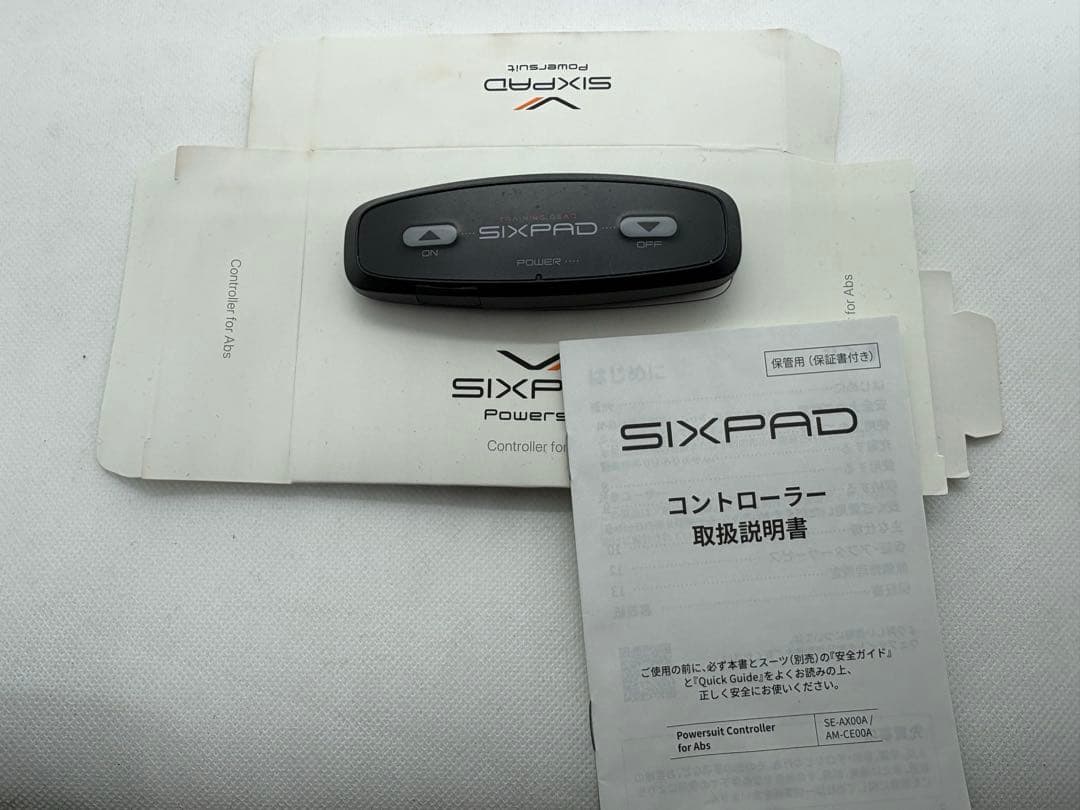 SIXPAD
Powersuit
TRAINING GEAR
SIXPAD
ON
OFF
POWER
Controller for Abs
for Abs
SIXP
Powers
Controller for
保管用（保証書付き）
SIXPAD
コントローラー
取扱説明書
ご使用の前に、必ず本書とスーツ（別売）の『安全ガイド』
と『Quick Guide』をよくお読みの上、
正しく安全にお使いください。
Powersuit Controller
for Abs
SE-AX00A /
AM-CE00A